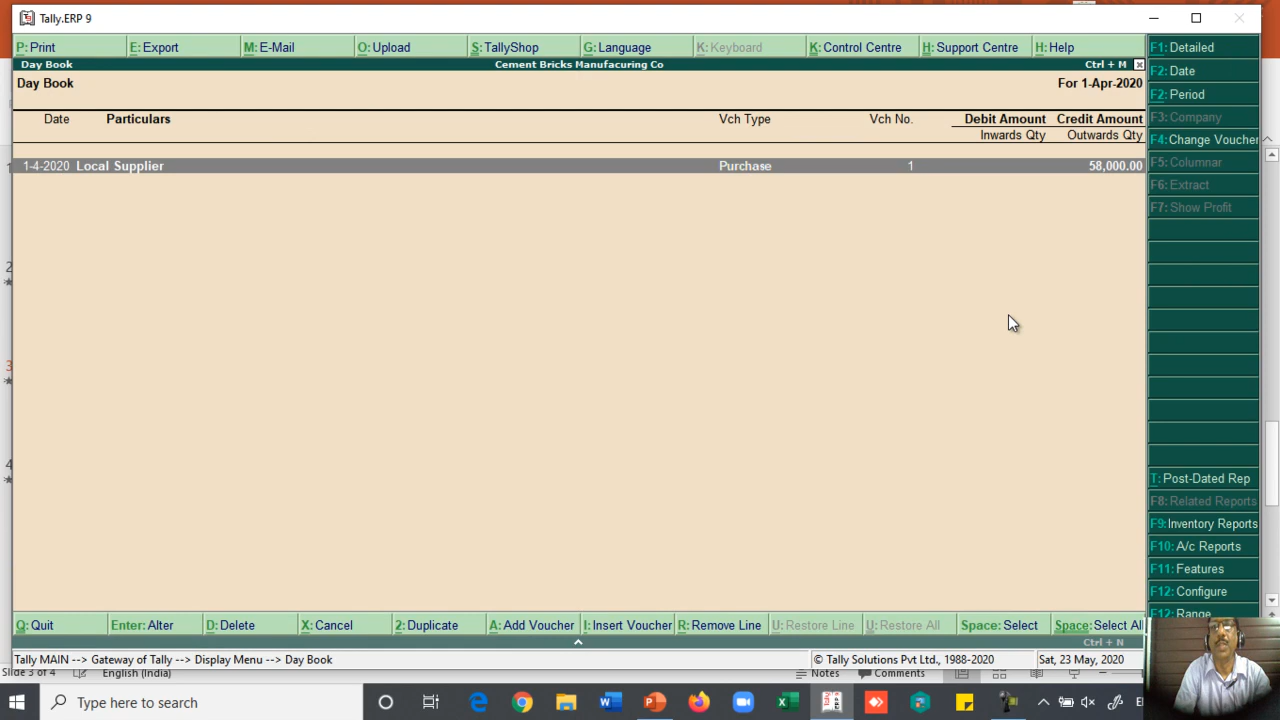 Tally.ERP 9
P: Print E: Export M: E-Mail O: Upload S: TallyShop G: Language K: Keyboard K: Control Centre H: Support Centre H: Help
Day Book Cement Bricks Manufacuring Co Ctrl + M
Day Book For 1-Apr-2020
Date Particulars Vch Type Vch No. Debit Amount Credit Amount
Inwards Qty Outwards Qty
1-4-2020 Local Supplier Purchase 1 58,000.00
F1: Detailed
F2: Date
F2: Period
F3: Company
F4: Change Voucher
F5: Columnar
F6: Extract
F7: Show Profit
T: Post-Dated Rep
F8: Related Reports
F9: Inventory Reports
F10: A/c Reports
F11: Features
F12: Configure
F12: Range
2
3
4
Q: Quit Enter: Alter D: Delete X: Cancel 2: Duplicate A: Add Voucher I: Insert Voucher R: Remove Line U: Restore Line U: Restore All Space: Select Space: Select All
Ctrl + N
Tally MAIN --> Gateway of Tally --> Display Menu --> Day Book © Tally Solutions Pvt Ltd., 1988-2020 Sat, 23 May, 2020
Slide 3 of 4 English (India) Notes Comments
Type here to search